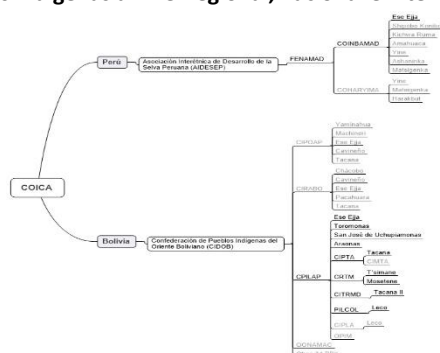 COICA
Perú
Asociación Interétnica de Desarrollo de la
Selva Peruana (AIDESEP)
FENAMAD
COINBAMAD
Ese Ejja
Shipibo Konibo
Kichwa Runa
Amahuaca
Yine
Ashaninka
Matsigenka
COHARYIMA
Yine
Matsigenka
Harakbut
Bolivia
Confederación de Pueblos Indígenas del
Oriente Boliviano (CIDOB)
CIPOAP
Yaminahua
Machineri
Ese Ejja
Cavineño
Tacana
CIRABO
Chacobo
Cavineño
Ese Ejja
Pacahuara
Tacana
CPILAP
Ese Ejja
Toromonas
San José de Uchupiamonas
Araonas
CIPTA
Tacana
CIMTA
CRTM
T'simane
Mosetene
CITRMD
Tacana II
PILCOL
Leco
CIPLA
Leco
OPIM